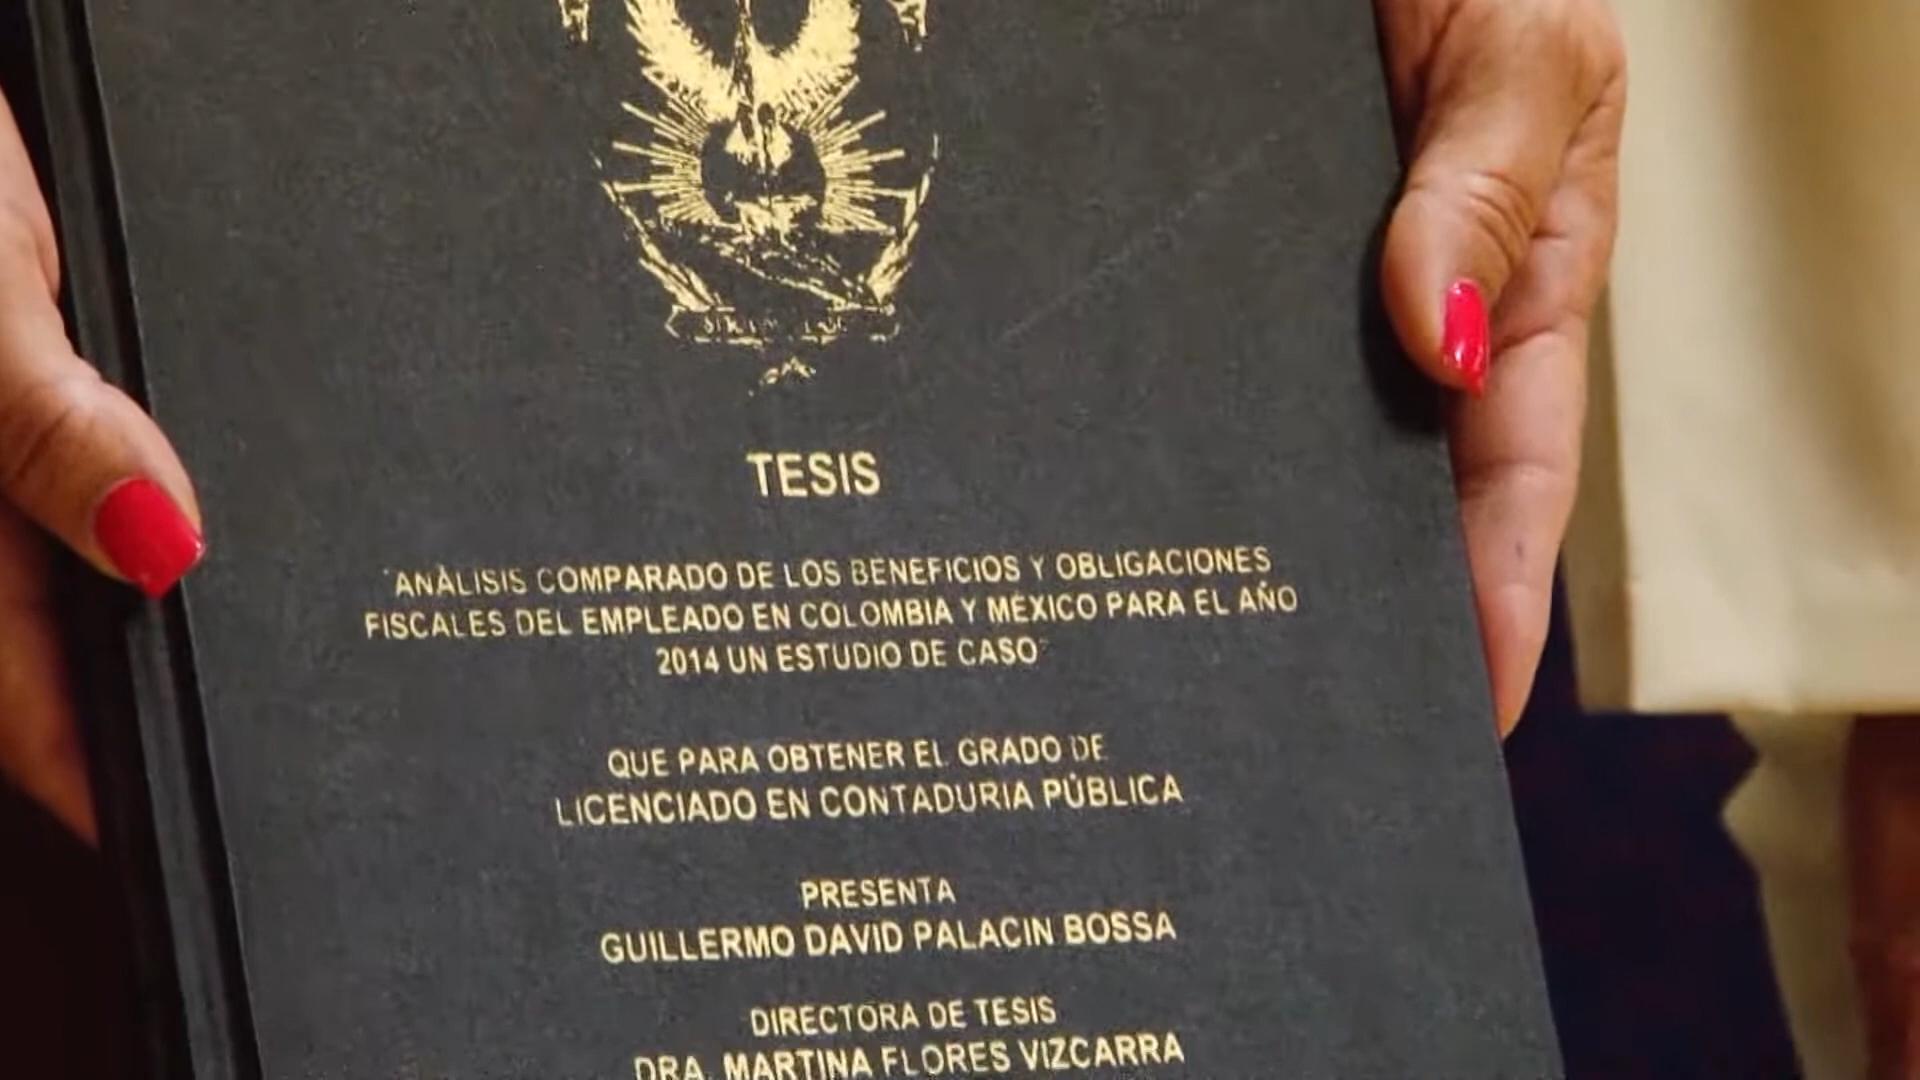 TESIS
"ANÀLISIS COMPARADO DE LOS BENEFICIOS Y OBLIGACIONES
FISCALES DEL EMPLEADO EN COLOMBIA Y MÉXICO PARA EL AÑO
2014 UN ESTUDIO DE CASO"
QUE PARA OBTENER EL GRADO DE
LICENCIADO EN CONTADURIA PÚBLICA
PRESENTA
GUILLERMO DAVID PALACIN BOSSA
DIRECTORA DE TESIS
DRA. MARTINA FLORES VIZCARRA